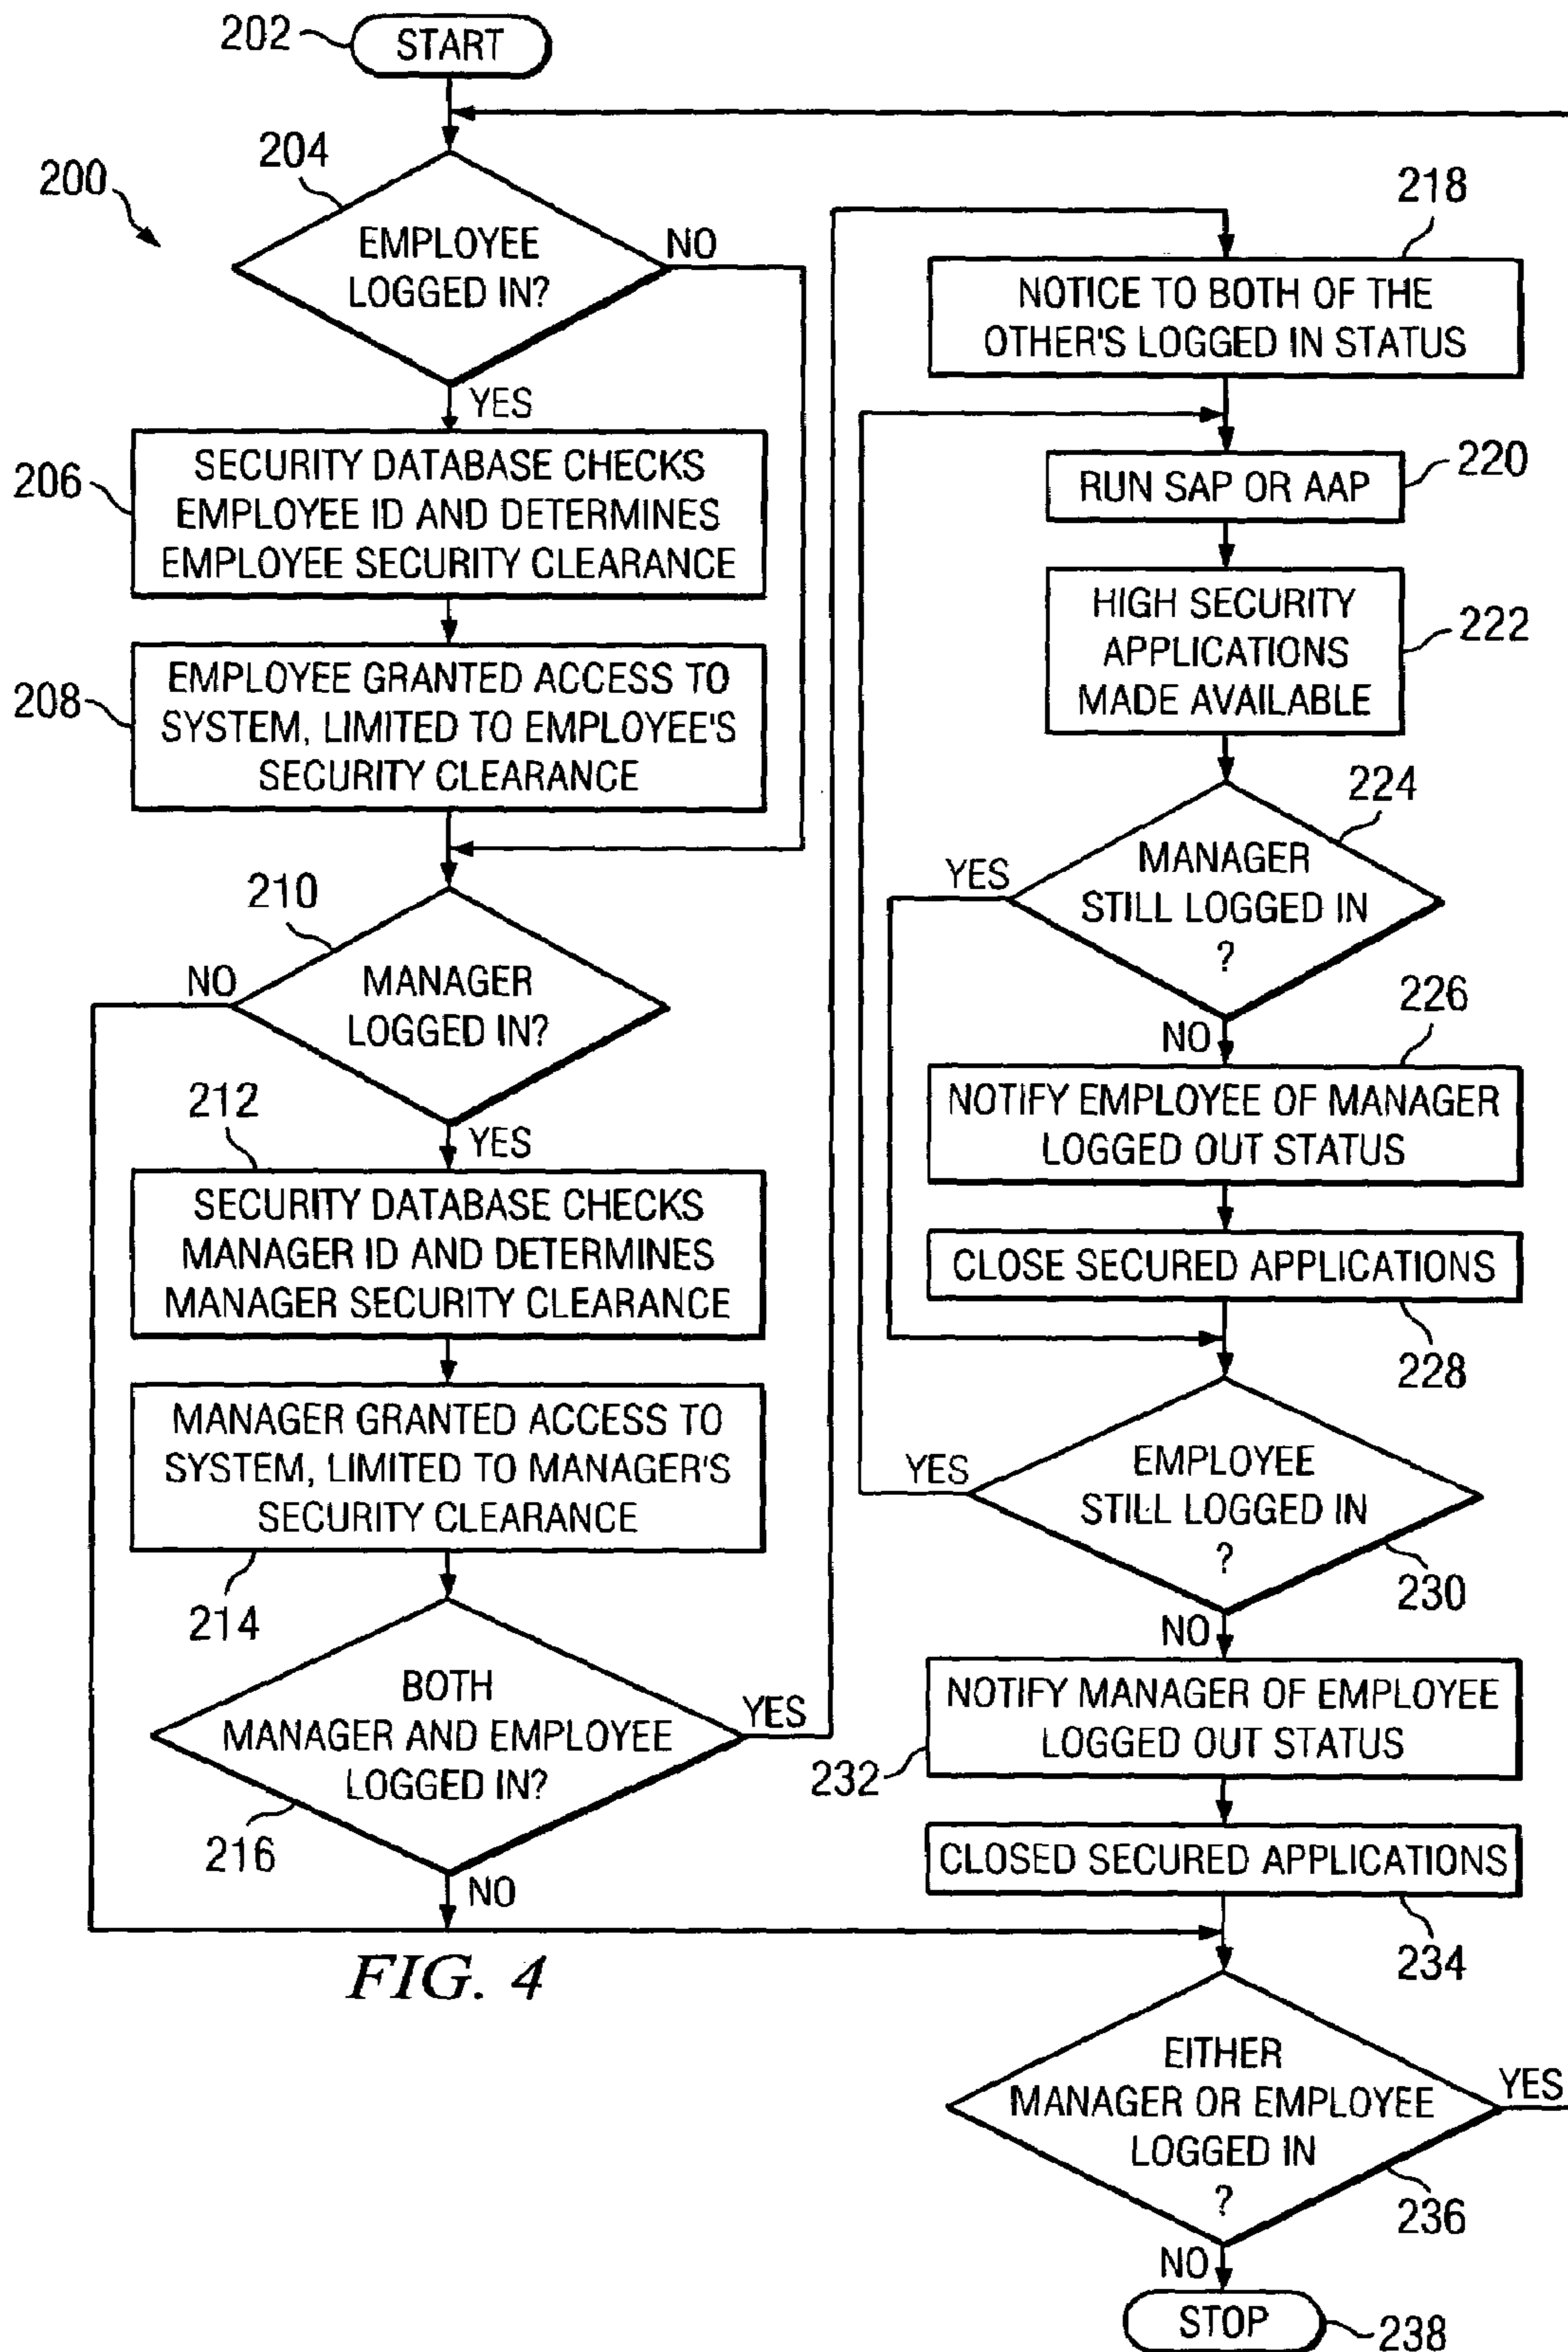 202
START
204
200
EMPLOYEE
LOGGED IN?
NO
YES
206
SECURITY DATABASE CHECKS
EMPLOYEE ID AND DETERMINES
EMPLOYEE SECURITY CLEARANCE
208
EMPLOYEE GRANTED ACCESS TO
SYSTEM, LIMITED TO EMPLOYEE'S
SECURITY CLEARANCE
210
NO
MANAGER
LOGGED IN?
YES
212
SECURITY DATABASE CHECKS
MANAGER ID AND DETERMINES
MANAGER SECURITY CLEARANCE
MANAGER GRANTED ACCESS TO
SYSTEM, LIMITED TO MANAGER'S
SECURITY CLEARANCE
214
BOTH
MANAGER AND EMPLOYEE
LOGGED IN?
YES
216
NO
FIG. 4
218
NOTICE TO BOTH OF THE
OTHER'S LOGGED IN STATUS
RUN SAP OR AAP
220
HIGH SECURITY
APPLICATIONS
MADE AVAILABLE
222
224
YES
MANAGER
STILL LOGGED IN
?
NO
226
NOTIFY EMPLOYEE OF MANAGER
LOGGED OUT STATUS
CLOSE SECURED APPLICATIONS
228
YES
EMPLOYEE
STILL LOGGED IN
?
230
NO
NOTIFY MANAGER OF EMPLOYEE
LOGGED OUT STATUS
232
CLOSED SECURED APPLICATIONS
234
EITHER
MANAGER OR EMPLOYEE
LOGGED IN
?
YES
236
NO
STOP
238